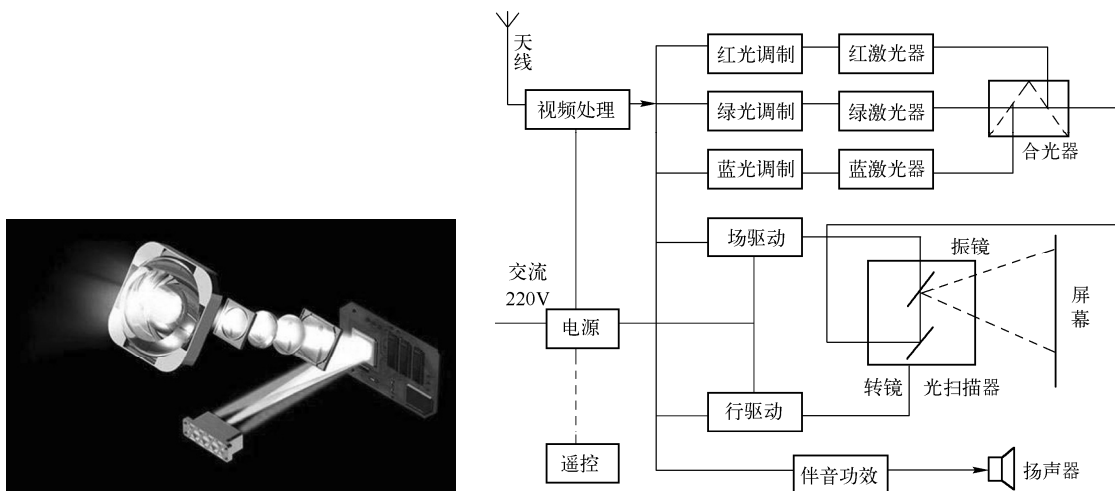 天线
视频处理
红光调制
红激光器
绿光调制
绿激光器
蓝光调制
蓝激光器
合光器
场驱动
振镜
屏幕
交流
220V
电源
转镜
光扫描器
行驱动
遥控
伴音功效
扬声器